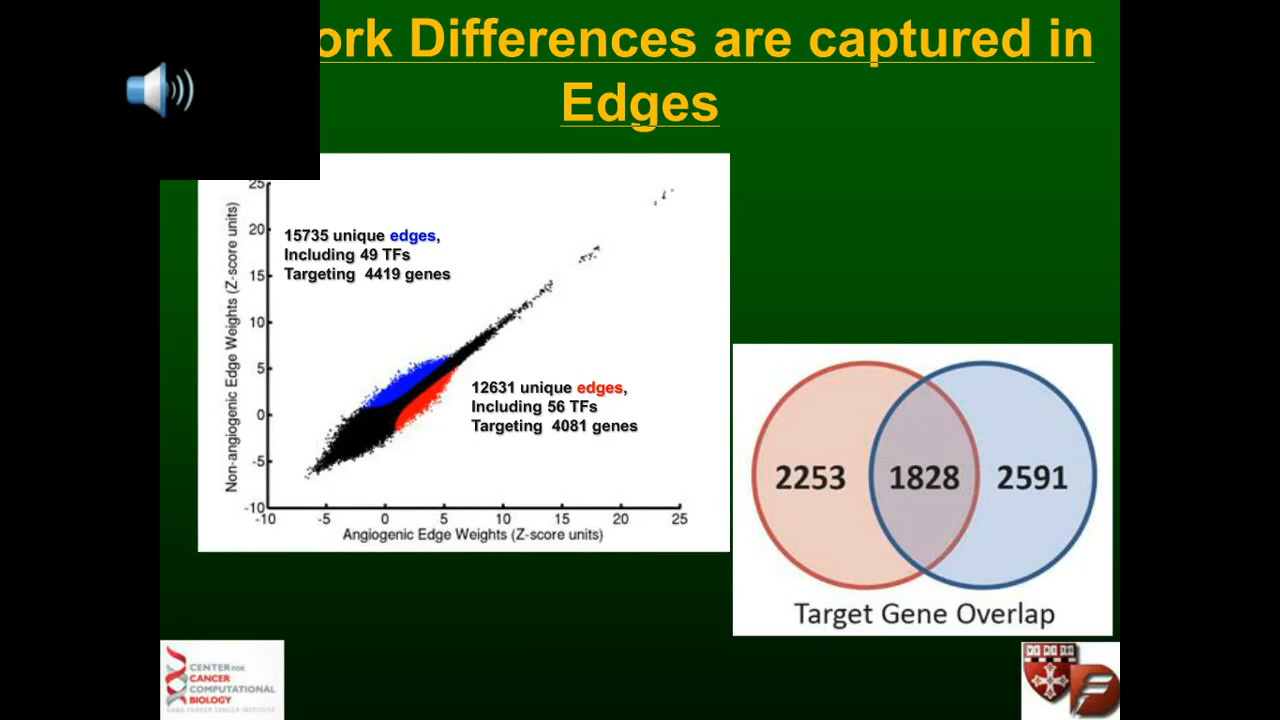 ork Differences are captured in
Edges
25
20
15
10
5
0
-5
-10
Non-angiogenic Edge Weights (Z-score units)
15735 unique edges,
Including 49 TFs
Targeting 4419 genes
12631 unique edges,
Including 56 TFs
Targeting 4081 genes
-10 -5 0 5 10 15 20 25
Angiogenic Edge Weights (Z-score units)
2253 1828 2591
Target Gene Overlap
CENTER FOR
CANCER
COMPUTATIONAL
BIOLOGY